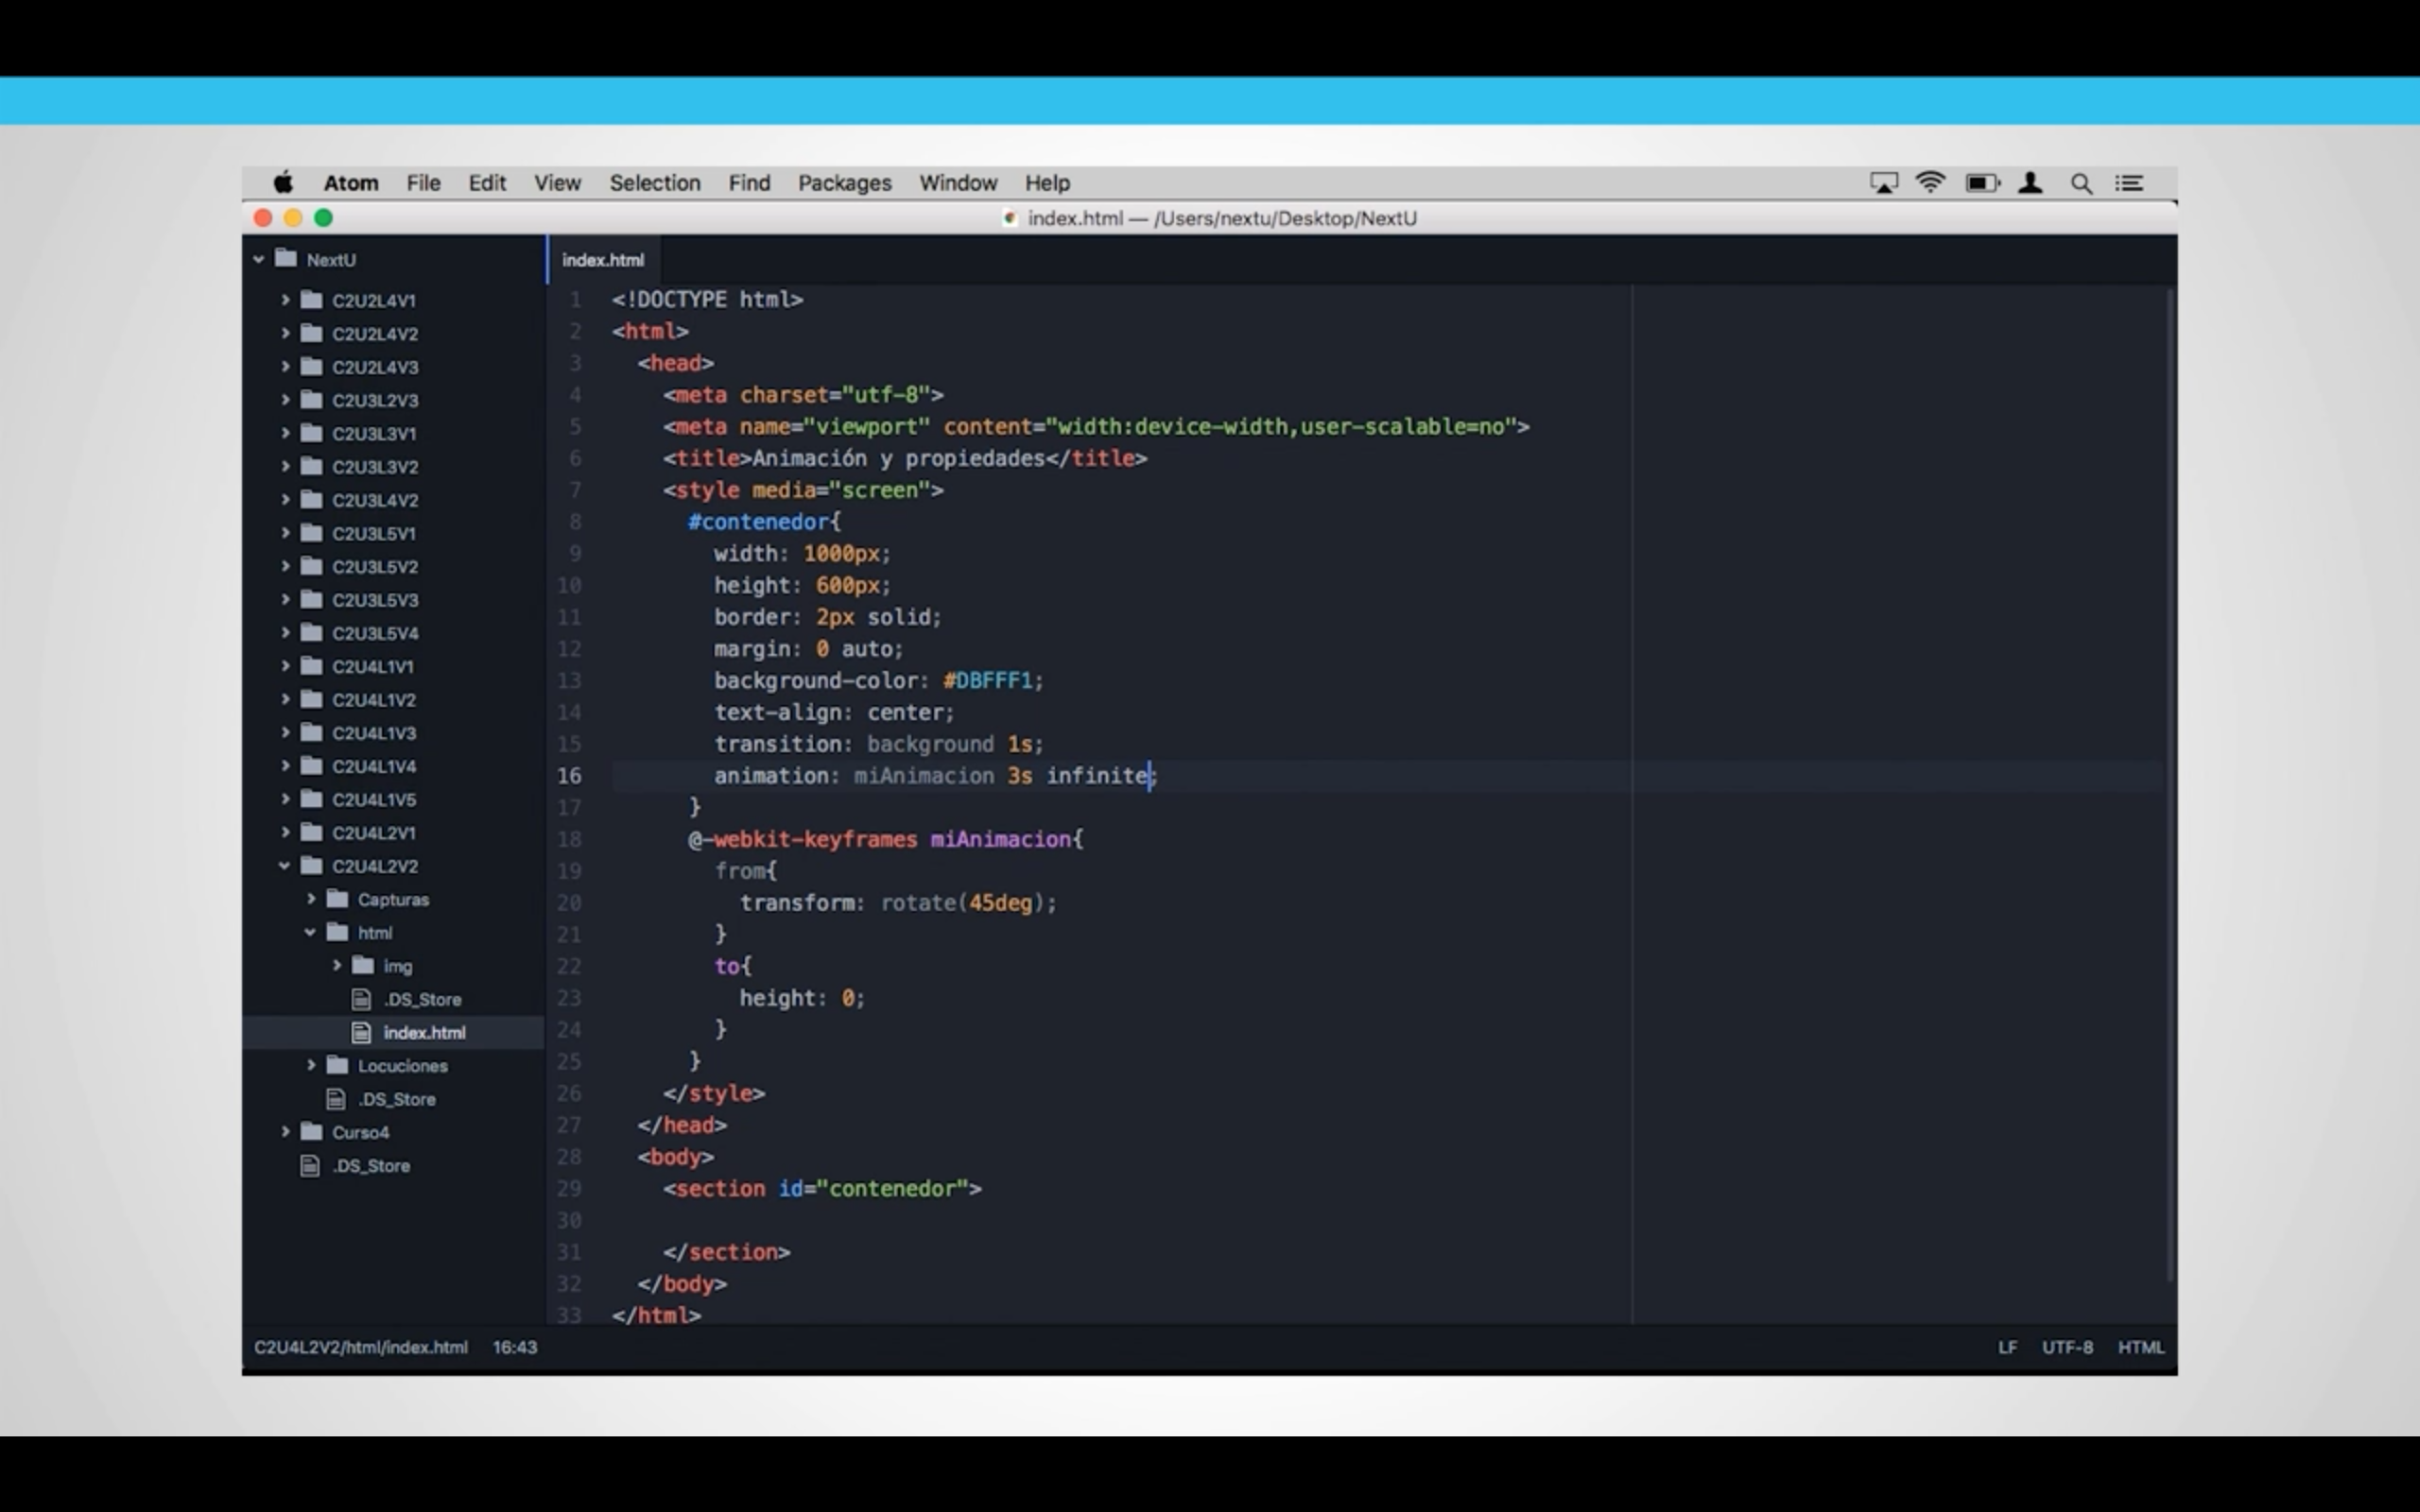 Atom File Edit View Selection Find Packages Window Help
index.html — /Users/nextu/Desktop/NextU
NextU
C2U2L4V1
C2U2L4V2
C2U2L4V3
C2U3L2V3
C2U3L3V1
C2U3L3V2
C2U3L4V2
C2U3L5V1
C2U3L5V2
C2U3L5V3
C2U3L5V4
C2U4L1V1
C2U4L1V2
C2U4L1V3
C2U4L1V4
C2U4L1V5
C2U4L2V1
C2U4L2V2
Capturas
html
img
.DS_Store
index.html
Locuciones
.DS_Store
Curso4
.DS_Store
index.html
1 <!DOCTYPE html>
2 <html>
3 <head>
4 <meta charset="utf-8">
5 <meta name="viewport" content="width:device-width,user-scalable=no">
6 <title>Animación y propiedades</title>
7 <style media="screen">
8 #contenedor{
9 width: 1000px;
10 height: 600px;
11 border: 2px solid;
12 margin: 0 auto;
13 background-color: #DBFFF1;
14 text-align: center;
15 transition: background 1s;
16 animation: miAnimacion 3s infinite;
17 }
18 @-webkit-keyframes miAnimacion{
19 from{
20 transform: rotate(45deg);
21 }
22 to{
23 height: 0;
24 }
25 }
26 </style>
27 </head>
28 <body>
29 <section id="contenedor">
30
31 </section>
32 </body>
33 </html>
C2U4L2V2/html/index.html 16:43 LF UTF-8 HTML